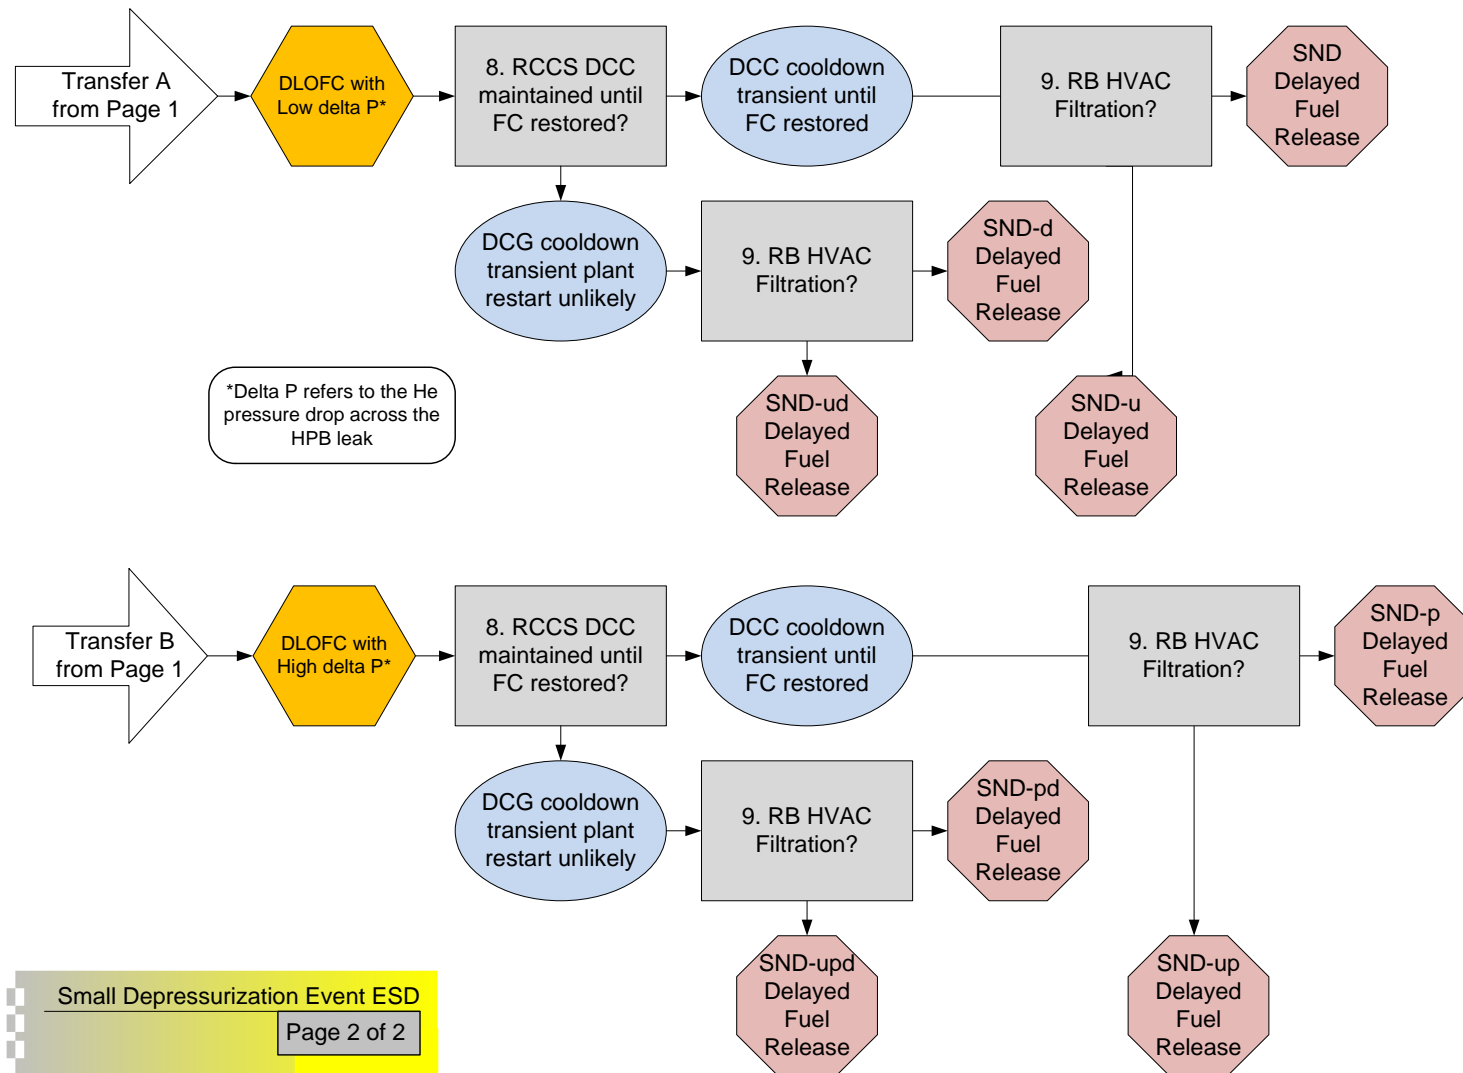 Transfer A
from Page 1
DLOFC with
Low delta P*
8. RCCS DCC
maintained until
FC restored?
DCC cooldown
transient until
FC restored
9. RB HVAC
Filtration?
SND
Delayed
Fuel
Release
DCG cooldown
transient plant
restart unlikely
9. RB HVAC
Filtration?
SND-d
Delayed
Fuel
Release
*Delta P refers to the He
pressure drop across the
HPB leak
SND-ud
Delayed
Fuel
Release
SND-u
Delayed
Fuel
Release
Transfer B
from Page 1
DLOFC with
High delta P*
8. RCCS DCC
maintained until
FC restored?
DCC cooldown
transient until
FC restored
9. RB HVAC
Filtration?
SND-p
Delayed
Fuel
Release
DCG cooldown
transient plant
restart unlikely
9. RB HVAC
Filtration?
SND-pd
Delayed
Fuel
Release
SND-upd
Delayed
Fuel
Release
SND-up
Delayed
Fuel
Release
Small Depressurization Event ESD
Page 2 of 2